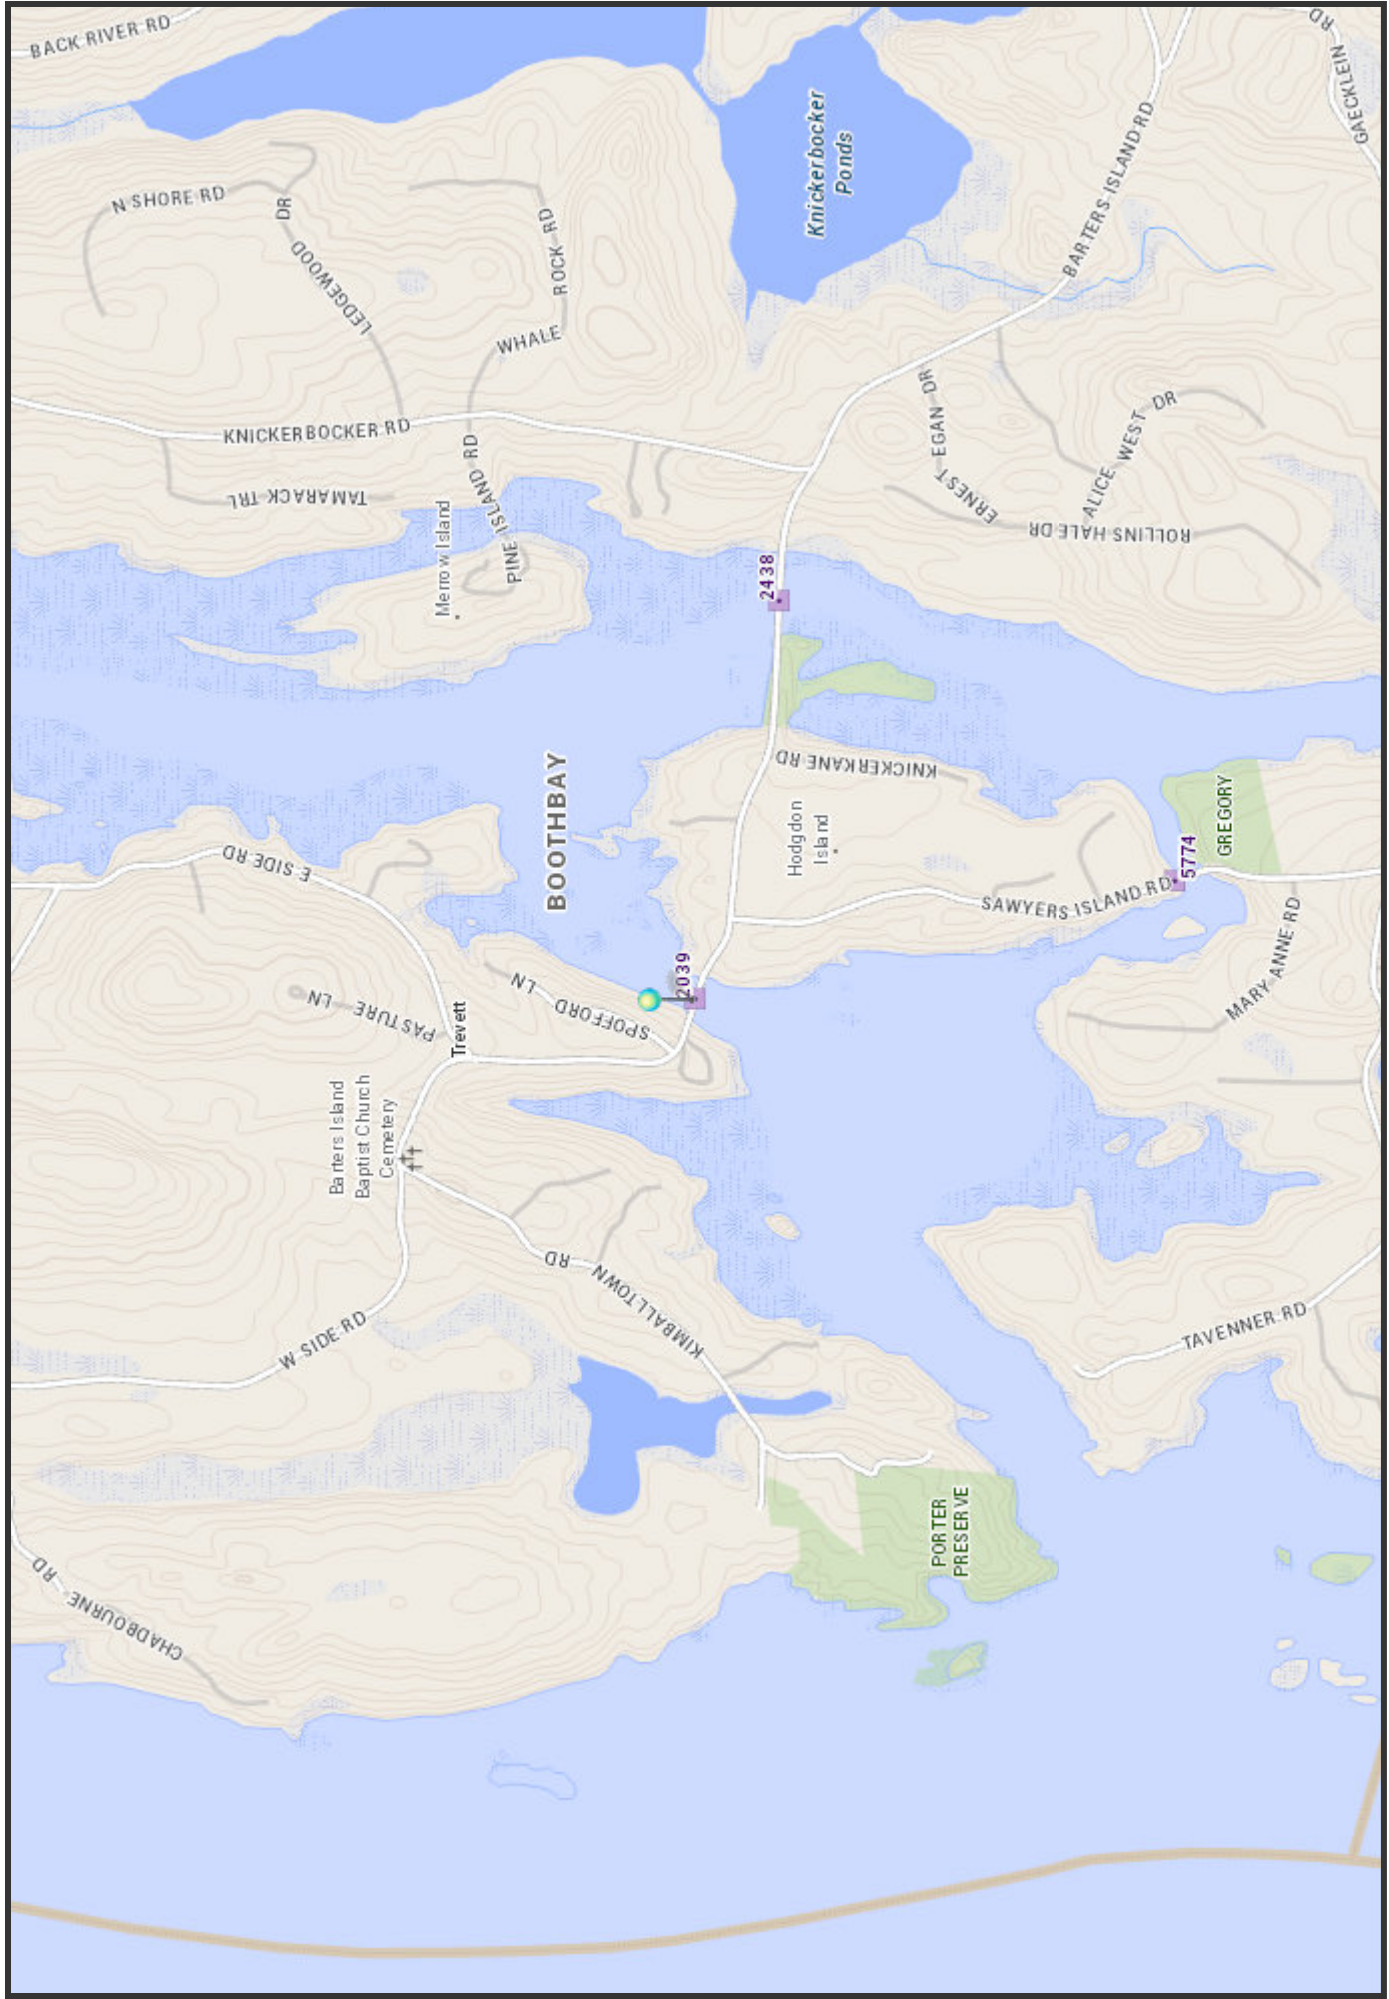 BACK RIVER RD
RD
GAECKLEIN
Knickerbocker
Ponds
BARTERS ISLAND RD
N SHORE RD
LEDGEWOOD DR
WHALE ROCK RD
KNICKERBOCKER RD
TAMARACK TRL
PINE ISLAND RD
Merrow Island
ERNEST EGAN DR
ALICE WEST DR
ROLLINS HALE DR
2438
BOOTHBAY
KNICKERKANE RD
Hodgdon
Island
GREGORY
5774
SAWYERS ISLAND RD
MARY ANNE RD
E SIDE RD
2039
SPOFFORD LN
PASTURE LN
Trevett
Barters Island
Baptist Church
Cemetery
KIMBALLTOWN RD
W SIDE RD
TAVENNER RD
PORTER
PRESERVE
CHADBOURNE RD